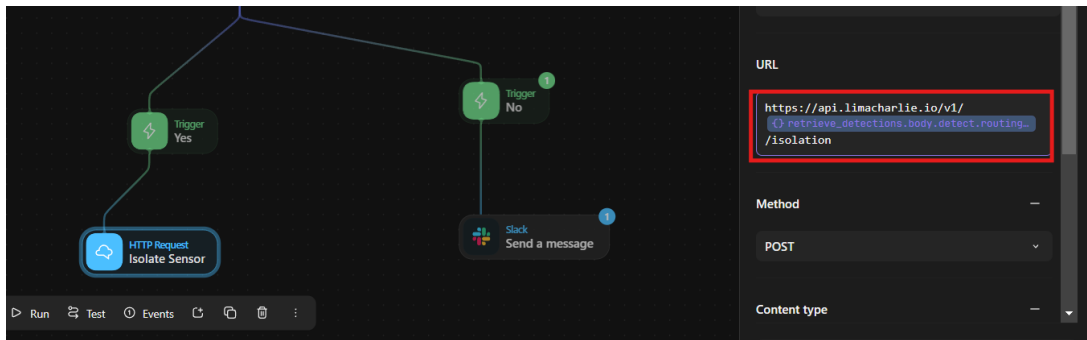 Trigger
Yes
1
Trigger
No
HTTP Request
Isolate Sensor
1
Slack
Send a message
Run
Test
Events
URL
https://api.limacharlie.io/v1/
{} retrieve_detections.body.detect.routing…
/isolation
Method
POST
Content type